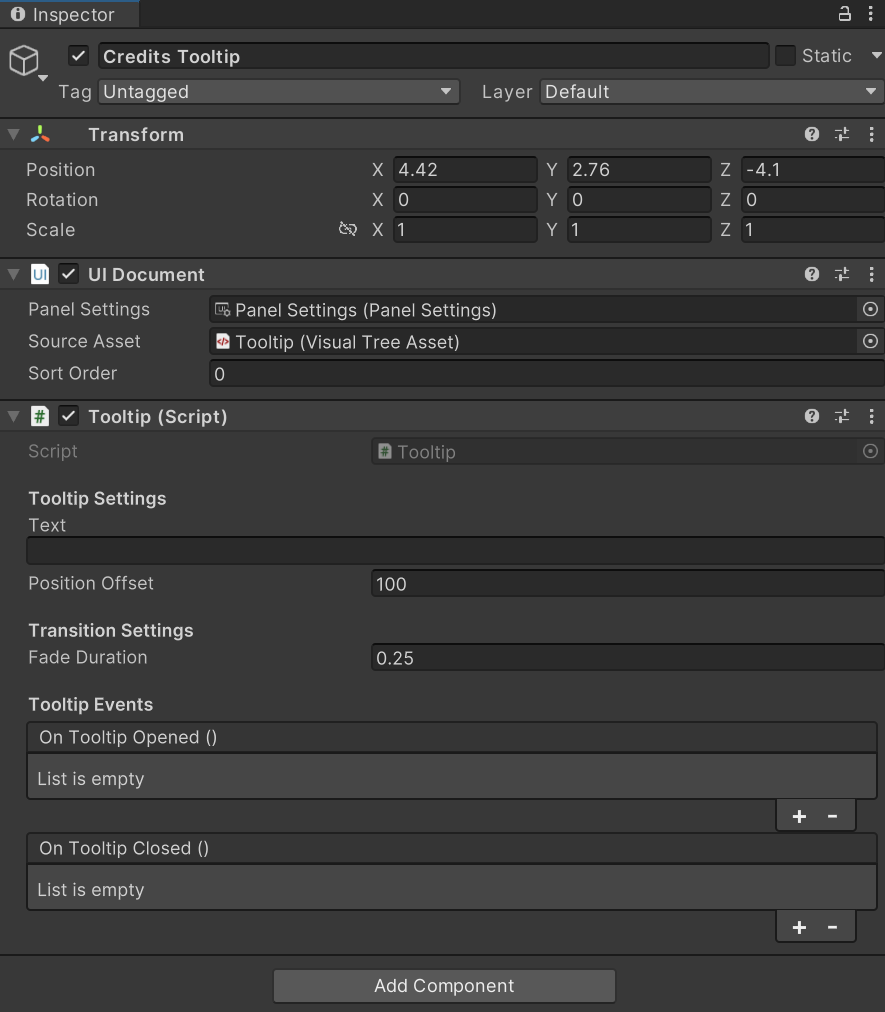 Inspector
Credits Tooltip Static
Tag Untagged Layer Default
Transform
Position X 4.42 Y 2.76 Z -4.1
Rotation X 0 Y 0 Z 0
Scale X 1 Y 1 Z 1
UI UI Document
Panel Settings Panel Settings (Panel Settings)
Source Asset Tooltip (Visual Tree Asset)
Sort Order 0
# Tooltip (Script)
Script # Tooltip
Tooltip Settings
Text
Position Offset 100
Transition Settings
Fade Duration 0.25
Tooltip Events
On Tooltip Opened ()
List is empty
+ -
On Tooltip Closed ()
List is empty
+ -
Add Component